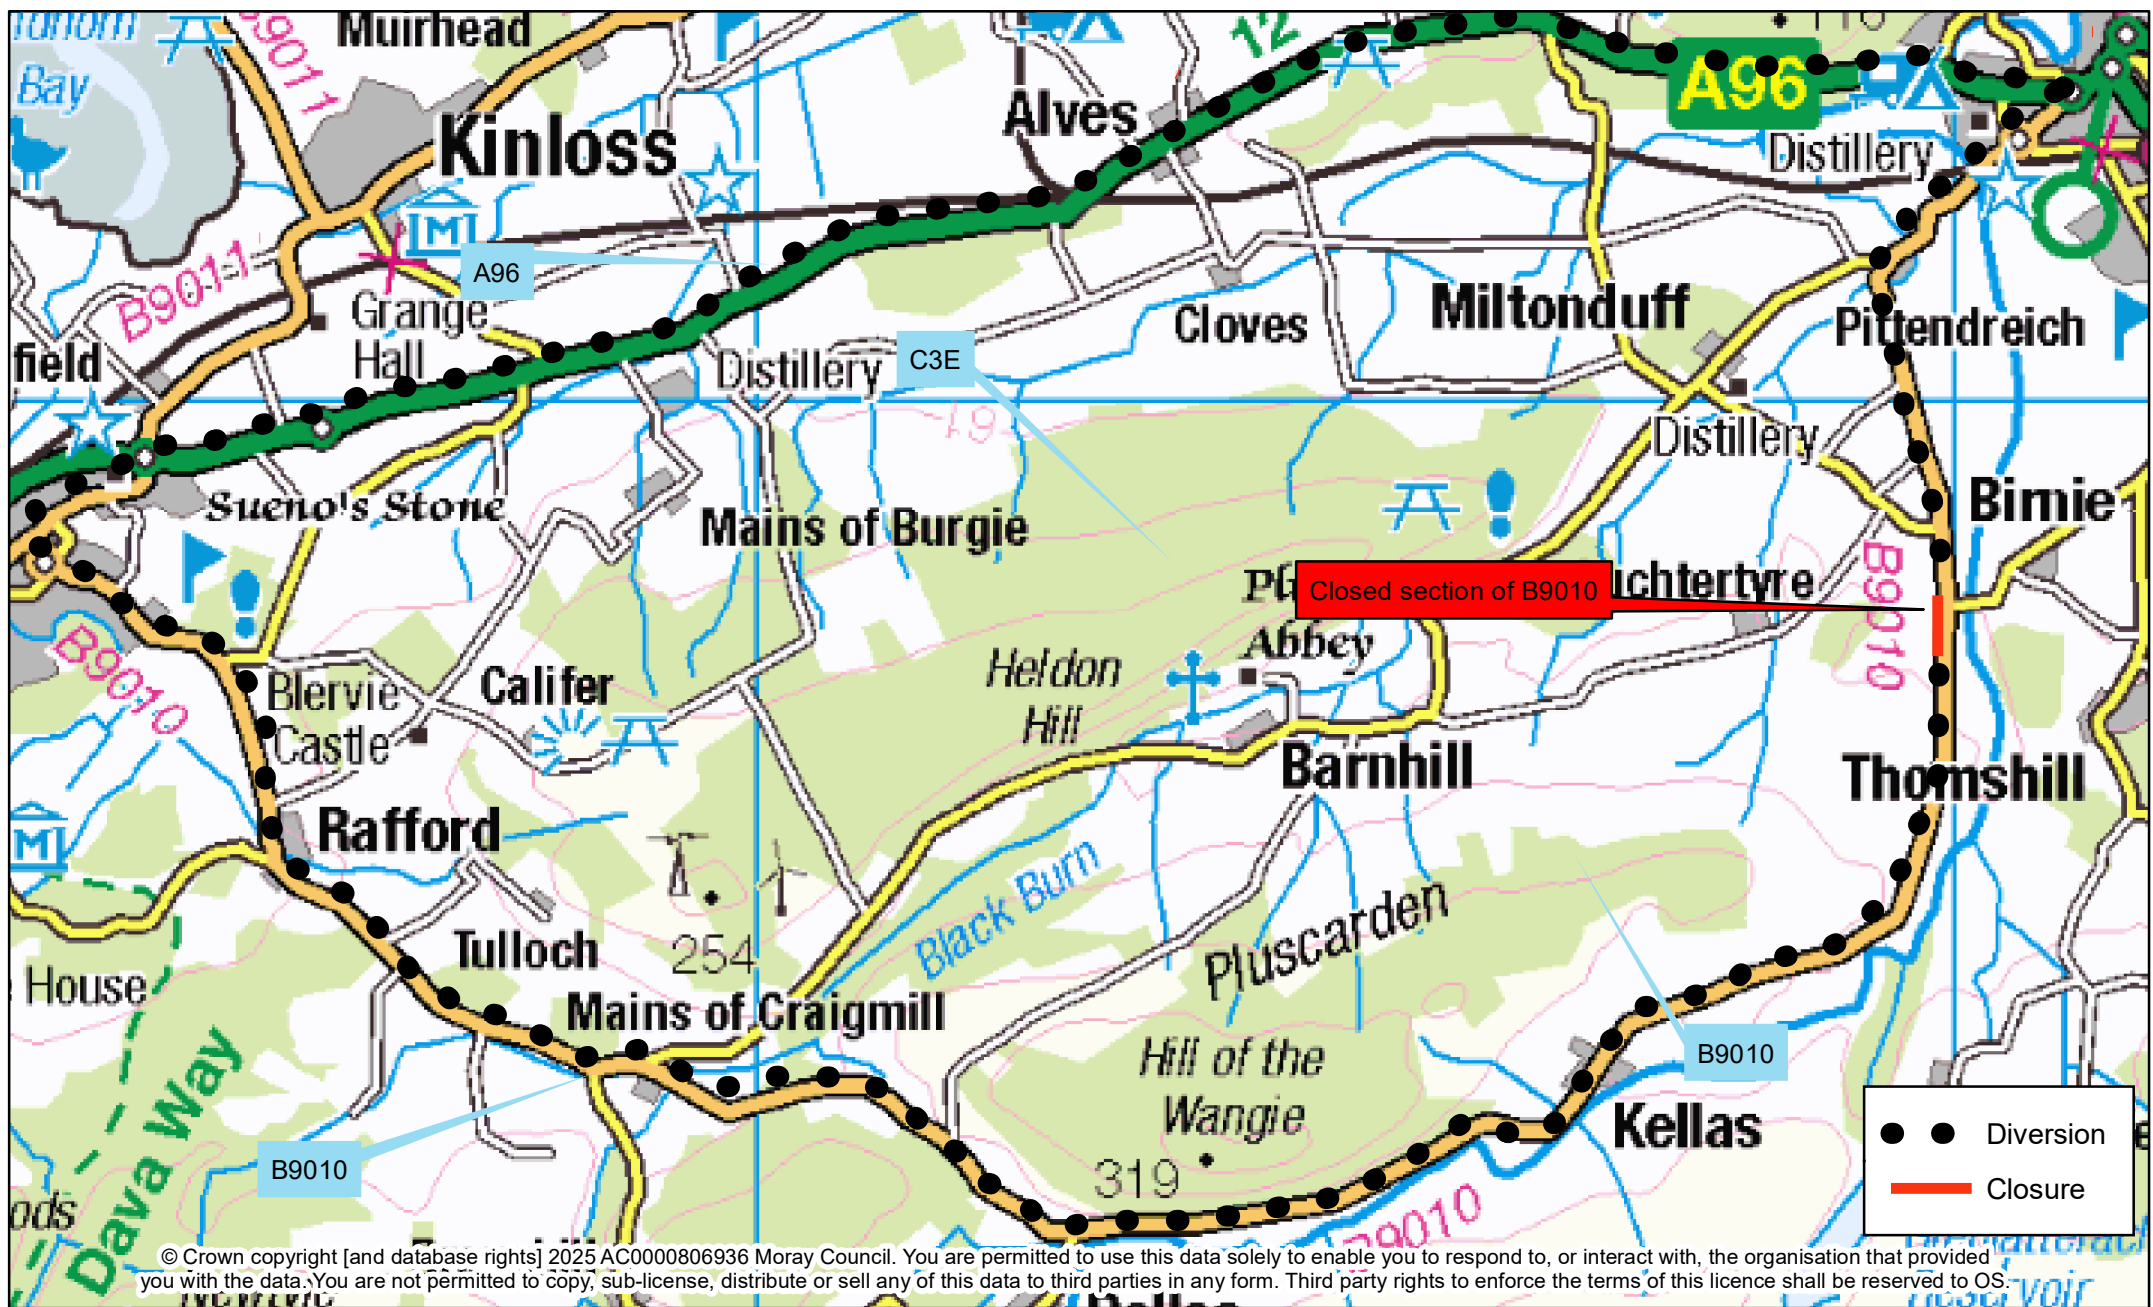 Muirhead
B9011
Bay
12
A96
Alves
Kinloss
Distillery
A96
B9011
Grange
Hall
Miltonduff
Cloves
Pittendreich
field
Distillery
C3E
61
Distillery
Sueno's Stone
Mains of Burgie
Birnie
B9010
Closed section of B9010
uchtertyre
Abbey
B9010
Blervie
Castle
Califer
Heldon
Hill
Barnhill
Thomshill
Rafford
Black Burn
Pluscarden
Tulloch
254
House
Mains of Craigmill
Hill of the
Wangie
319
B9010
Kellas
Dava Way
B9010
B9010
Diversion
Closure
© Crown copyright [and database rights] 2025 AC0000806936 Moray Council. You are permitted to use this data solely to enable you to respond to, or interact with, the organisation that provided
you with the data. You are not permitted to copy, sub-license, distribute or sell any of this data to third parties in any form. Third party rights to enforce the terms of this licence shall be reserved to OS.